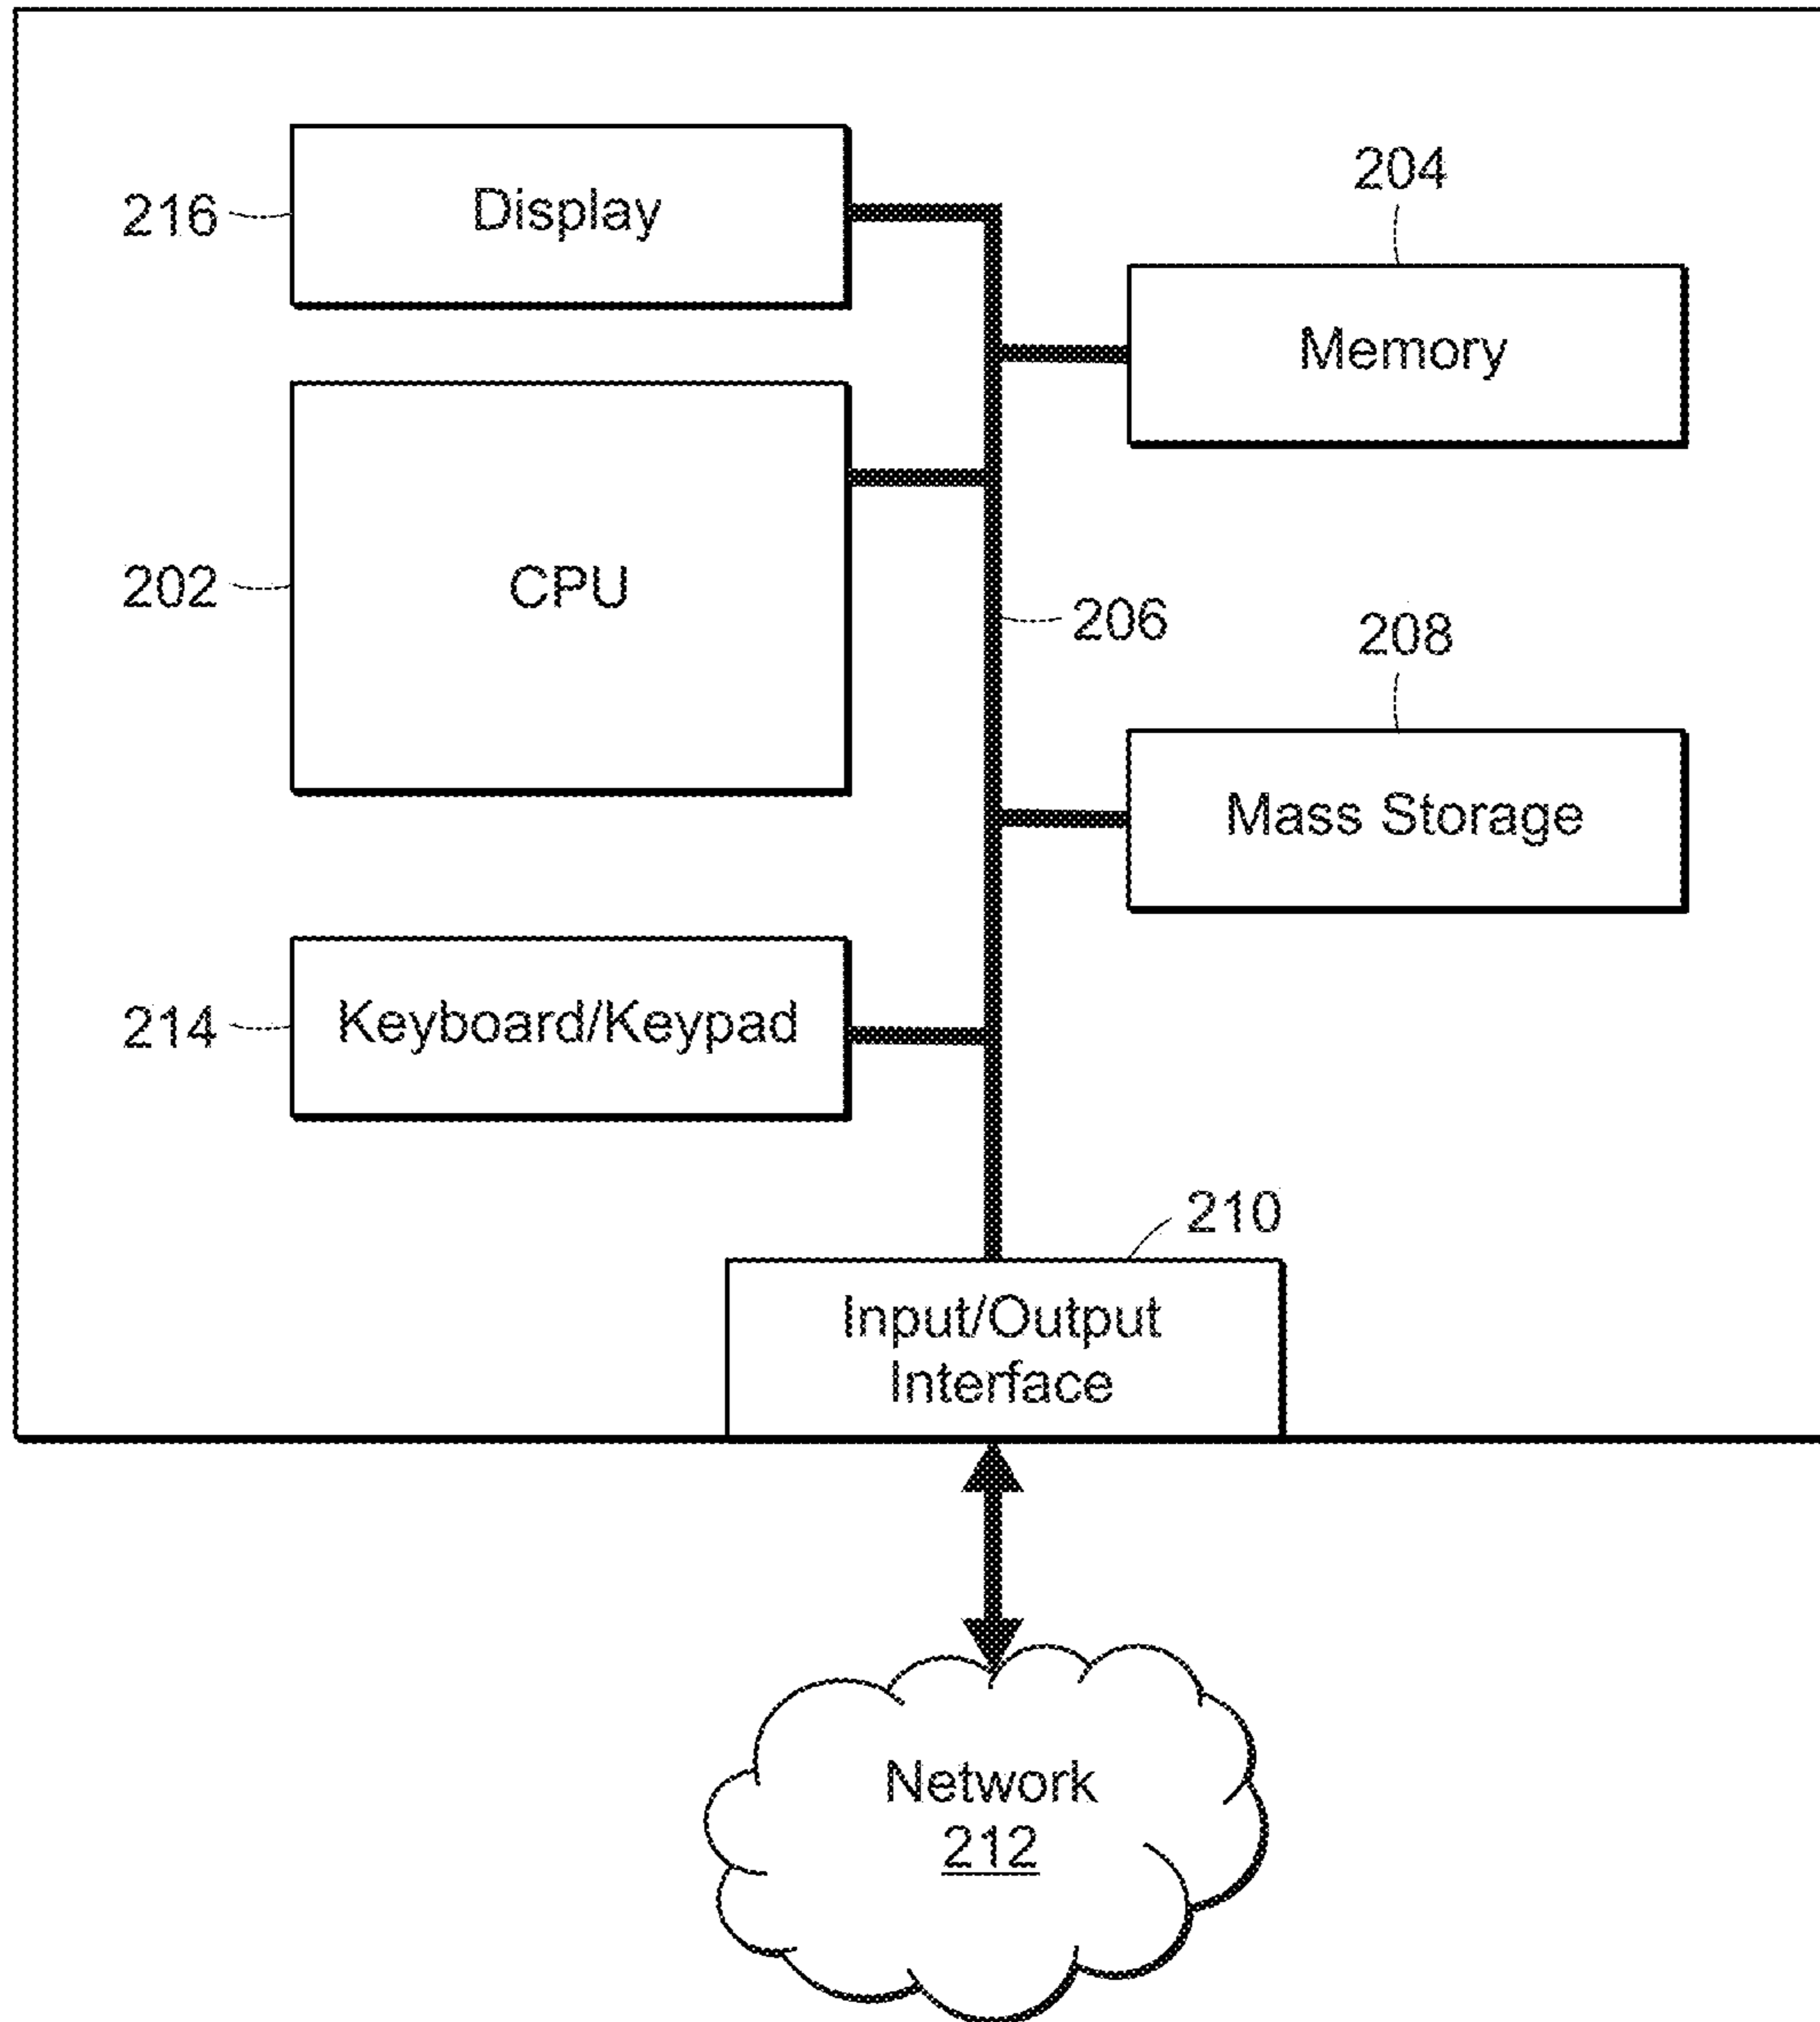 204
216
Display
Memory
202
CPU
206
208
Mass Storage
214
Keyboard/Keypad
210
Input/Output
Interface
Network
212